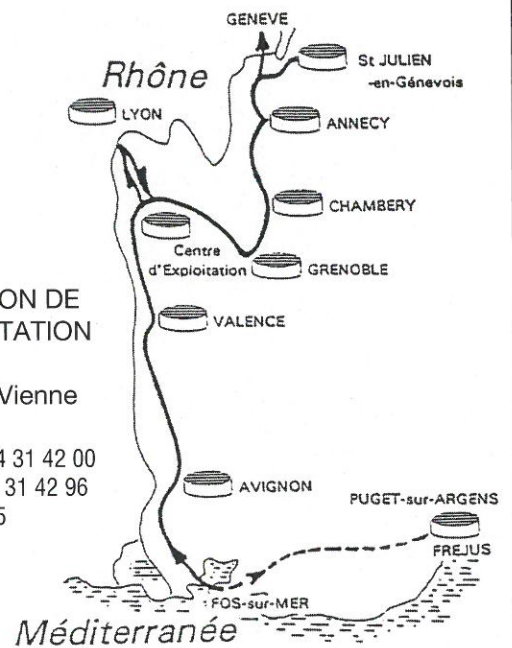 GENEVE
St JULIEN
-en-Génevois
Rhône
LYON
ANNECY
CHAMBERY
Centre
d'Exploitation
GRENOBLE
ON DE
TATION
VALENCE
Vienne
4 31 42 00
31 42 96
5
AVIGNON
PUGET-sur-ARGENS
FREJUS
FOS-sur-MER
Méditerranée